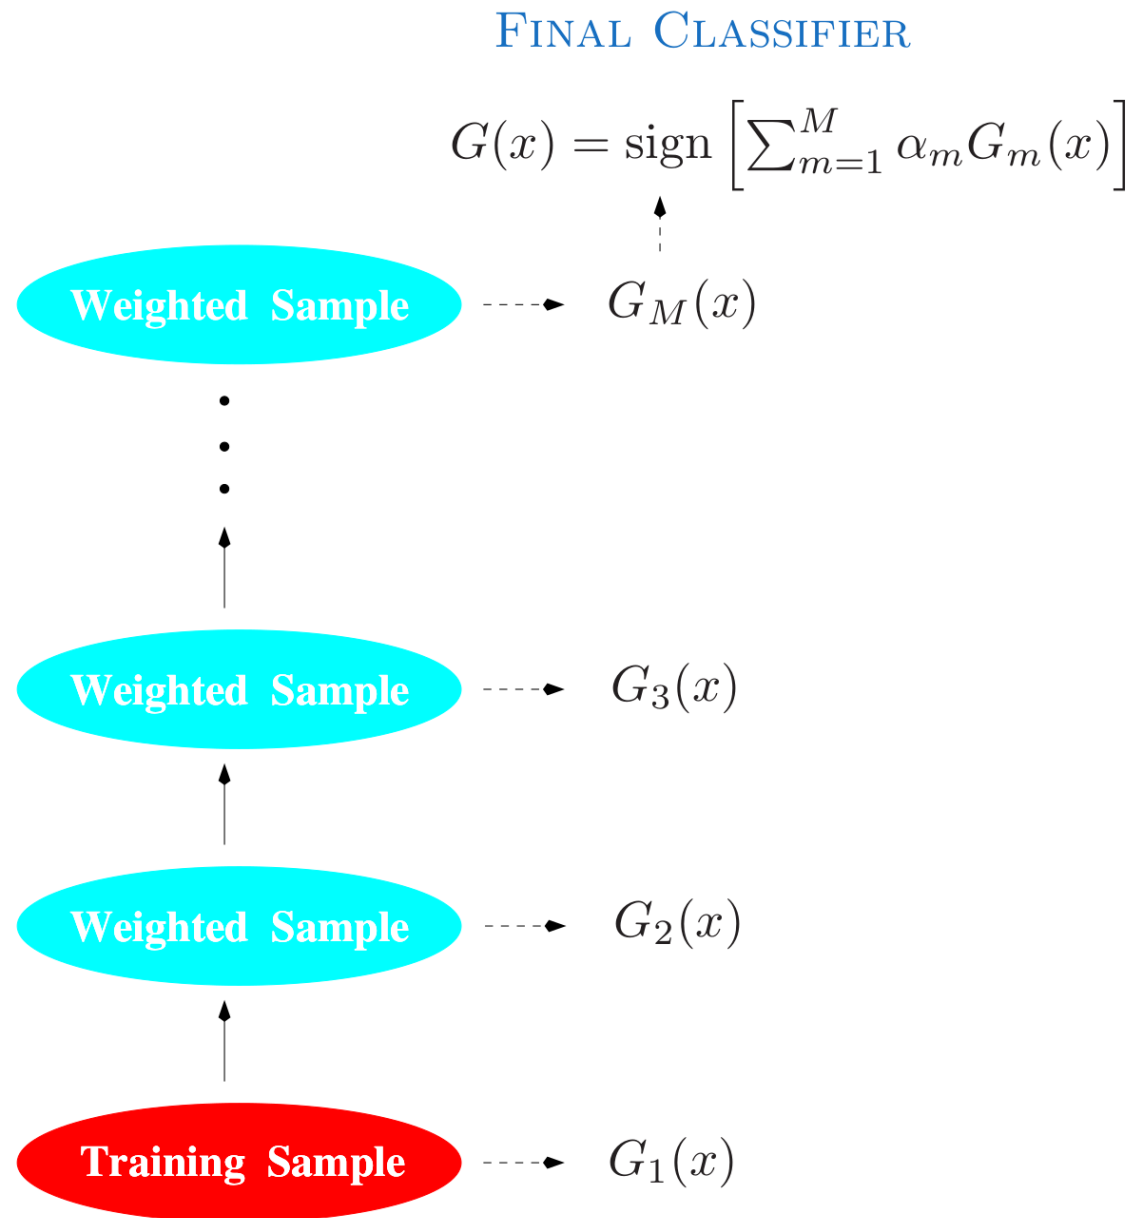 FINAL CLASSIFIER
G(x) = sign [∑_{m=1}^{M} α_m G_m(x)]
Weighted Sample G_M(x)
Weighted Sample G_3(x)
Weighted Sample G_2(x)
Training Sample G_1(x)